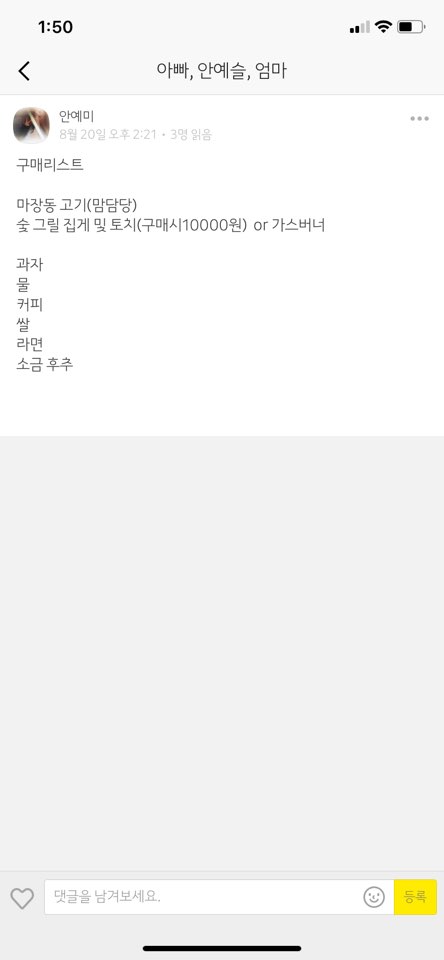 1:50
아빠, 안예슬, 엄마
안예미
8월 20일 오후 2:21 • 3명 읽음
구매리스트
마장동 고기(맘담당)
숯 그릴 집게 및 토치(구매시10000원) or 가스버너
과자
물
커피
쌀
라면
소금 후추
댓글을 남겨보세요.
등록